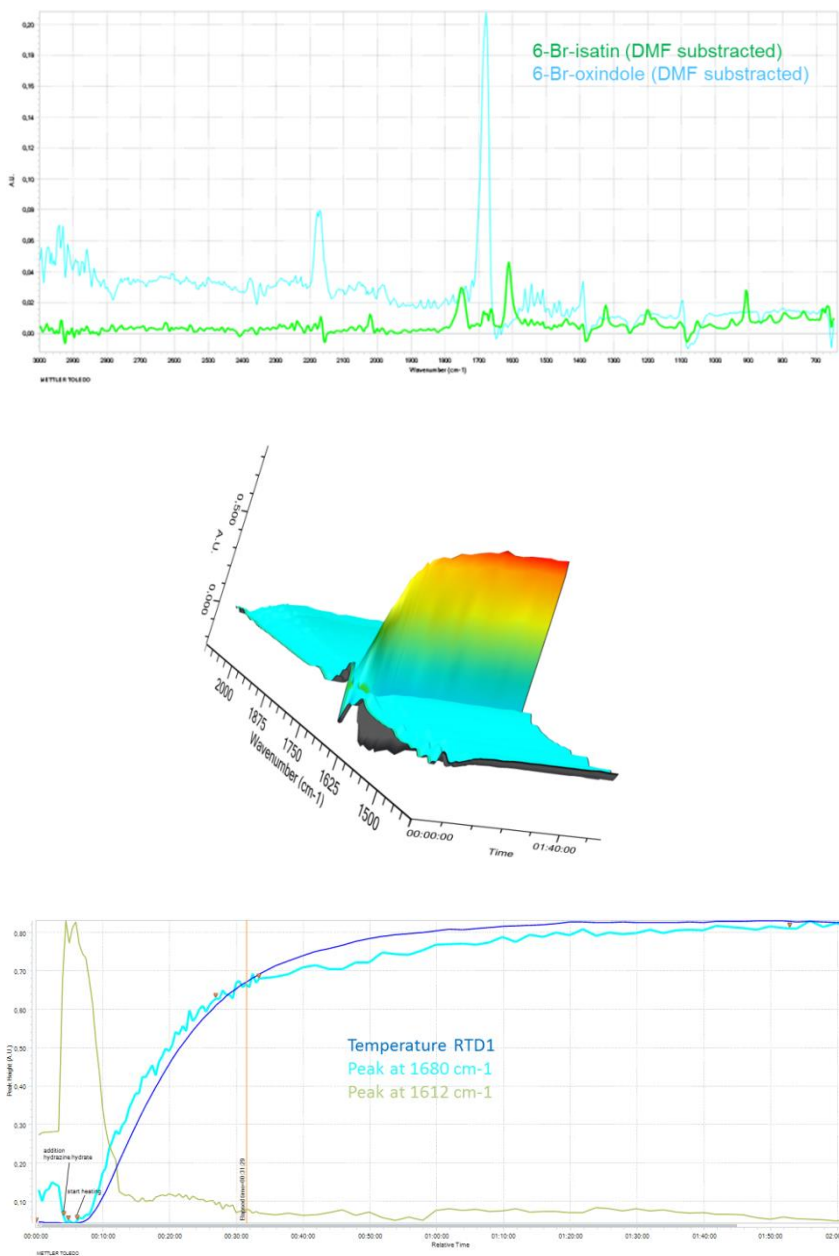 0,20
0,18
0,16
0,14
0,12
0,10
0,08
0,06
0,04
0,02
0,00
A.U.
6-Br-isatin (DMF substracted)
6-Br-oxindole (DMF substracted)
3000 2900 2800 2700 2600 2500 2400 2300 2200 2100 2000 1900 1800 1700 1600 1500 1400 1300 1200 1100 1000 900 800 700
Wavenumber (cm-1)
METTLER TOLEDO
0.500
A.U.
0.000
2000
1875
1750
1625
1500
Wavenumber (cm-1)
00:00:00
01:40:00
Time
0.80
0.70
0.60
0.50
0.40
0.30
0.20
0.10
Peak Height (A.U.)
Temperature RTD1
Peak at 1680 cm-1
Peak at 1612 cm-1
addition
hydrazine hydrate
start heating
Elapsed time=00:31:29
00:00:00 00:10:00 00:20:00 00:30:00 00:40:00 00:50:00 01:00:00 01:10:00 01:20:00 01:30:00 01:40:00 01:50:00
Relative Time
METTLER TOLEDO